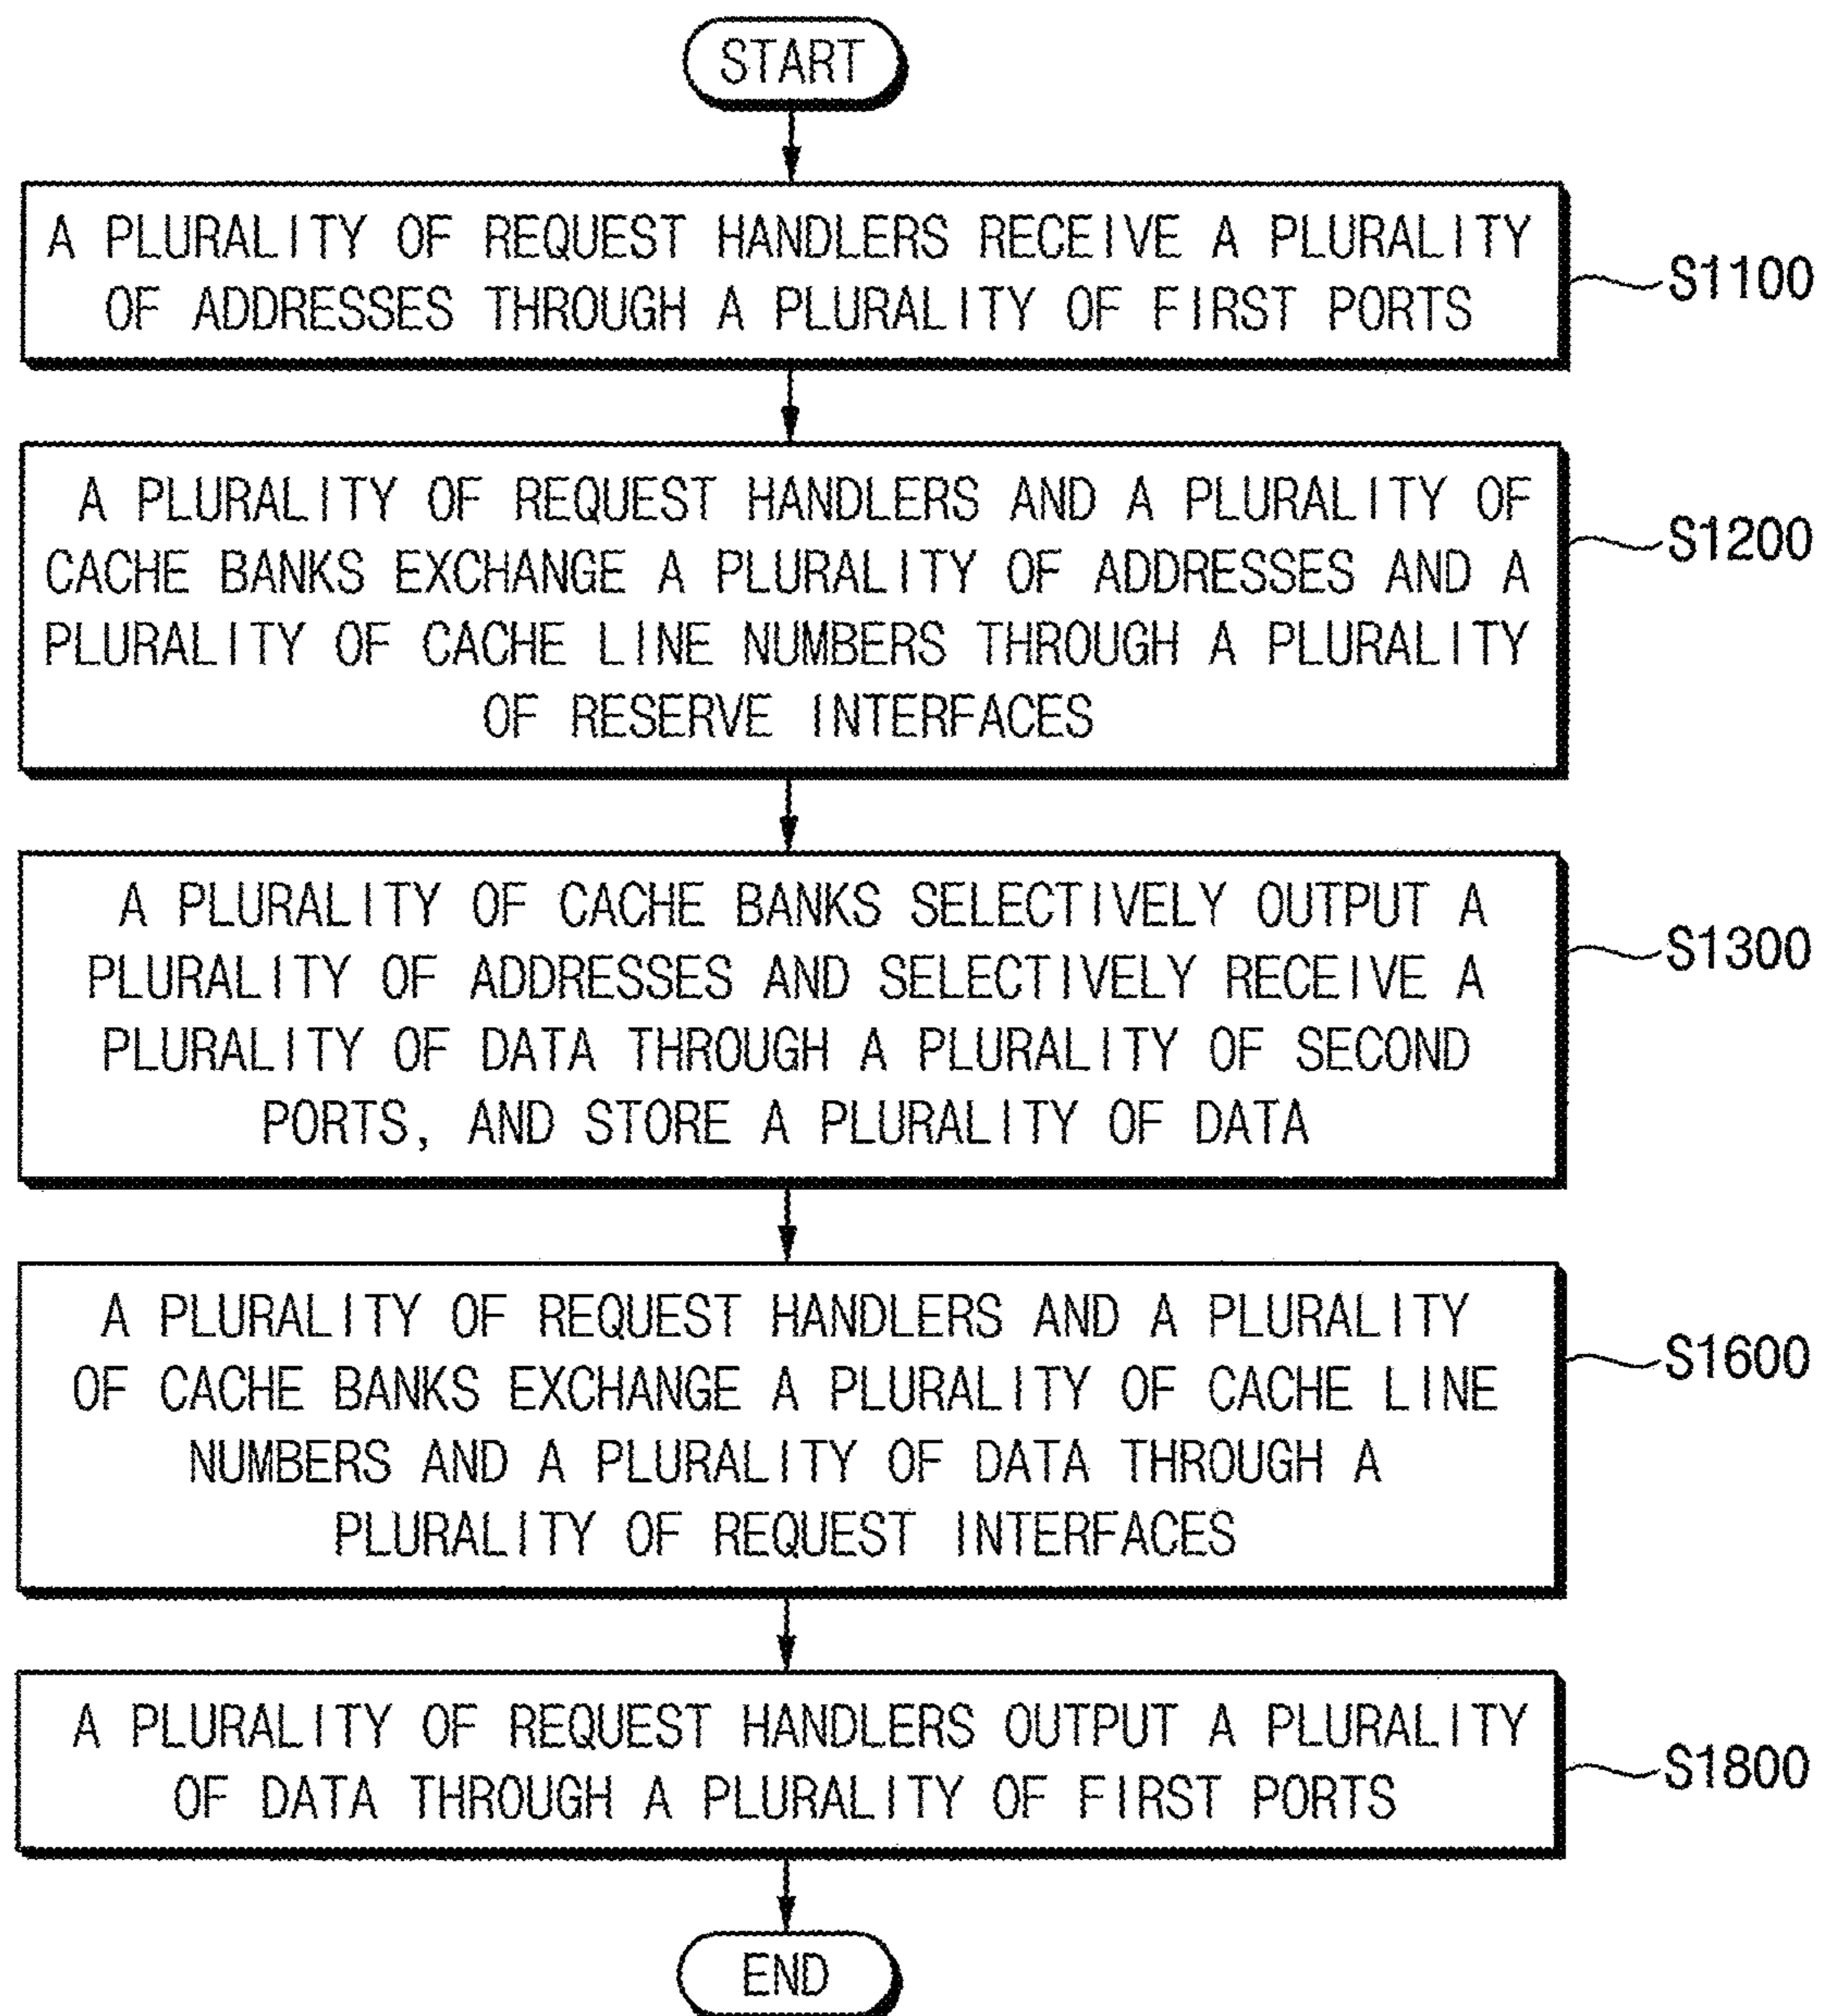 START
A PLURALITY OF REQUEST HANDLERS RECEIVE A PLURALITY
OF ADDRESSES THROUGH A PLURALITY OF FIRST PORTS
S1100
A PLURALITY OF REQUEST HANDLERS AND A PLURALITY OF
CACHE BANKS EXCHANGE A PLURALITY OF ADDRESSES AND A
PLURALITY OF CACHE LINE NUMBERS THROUGH A PLURALITY
OF RESERVE INTERFACES
S1200
A PLURALITY OF CACHE BANKS SELECTIVELY OUTPUT A
PLURALITY OF ADDRESSES AND SELECTIVELY RECEIVE A
PLURALITY OF DATA THROUGH A PLURALITY OF SECOND
PORTS, AND STORE A PLURALITY OF DATA
S1300
A PLURALITY OF REQUEST HANDLERS AND A PLURALITY
OF CACHE BANKS EXCHANGE A PLURALITY OF CACHE LINE
NUMBERS AND A PLURALITY OF DATA THROUGH A
PLURALITY OF REQUEST INTERFACES
S1600
A PLURALITY OF REQUEST HANDLERS OUTPUT A PLURALITY
OF DATA THROUGH A PLURALITY OF FIRST PORTS
S1800
END